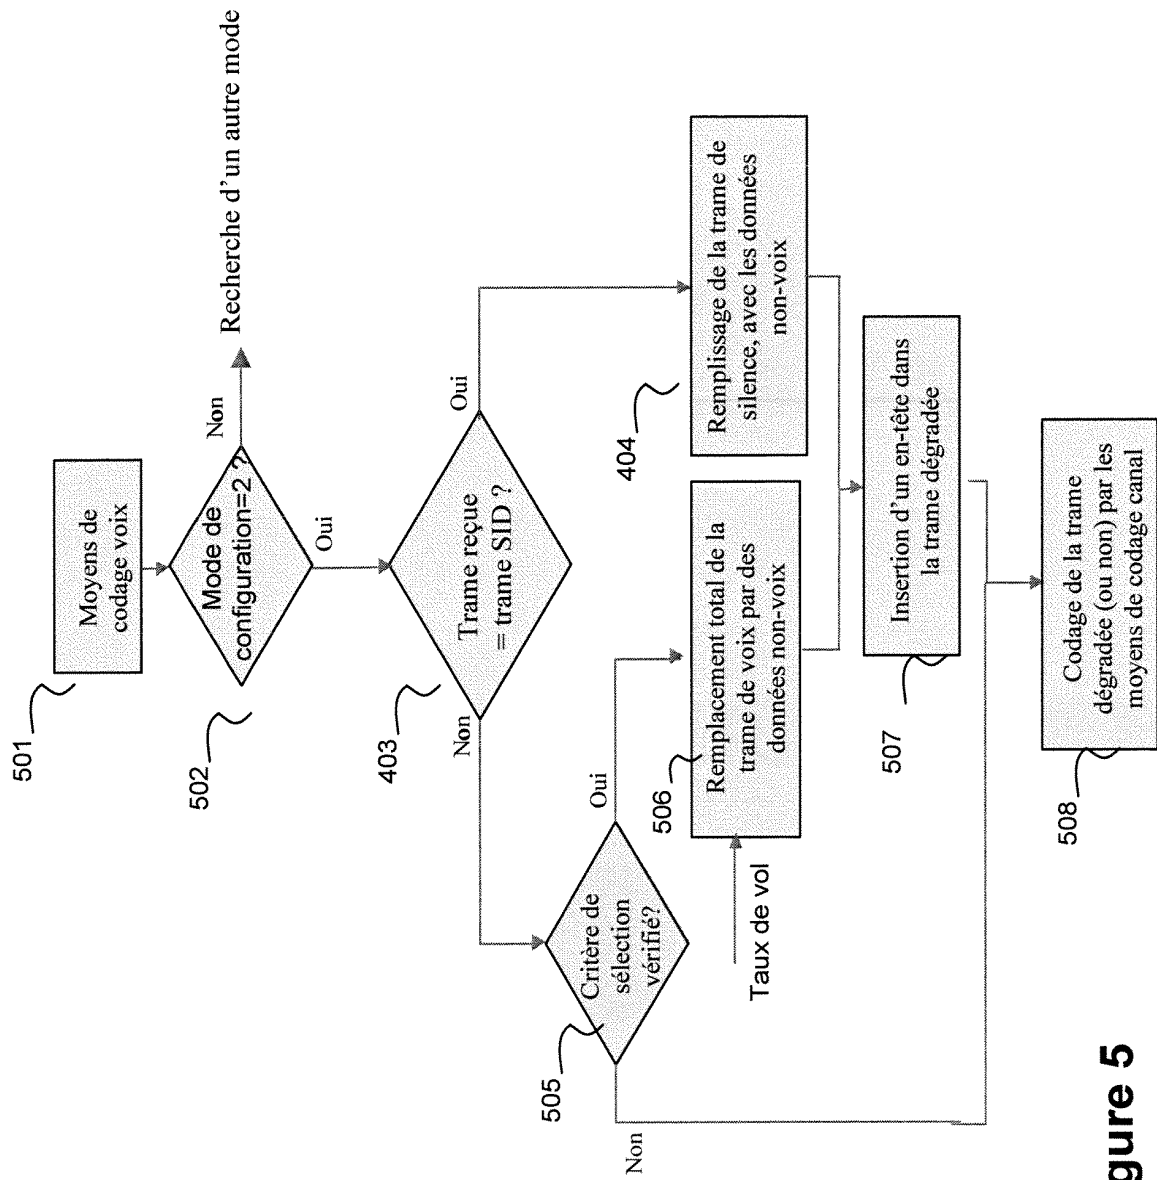 501
Moyens de
codage voix
502
Mode de
configuration=2 ?
Non
Recherche d'un autre mode
Oui
403
Trame reçue
= trame SID ?
Non
Oui
505
Critère de
sélection
vérifié?
Oui
Non
Taux de vol
506
Remplacement total de la
trame de voix par des
données non-voix
404
Remplissage de la trame de
silence, avec les données
non-voix
507
Insertion d'un en-tête dans
la trame dégradée
508
Codage de la trame
dégradée (ou non) par les
moyens de codage canal
gure 5